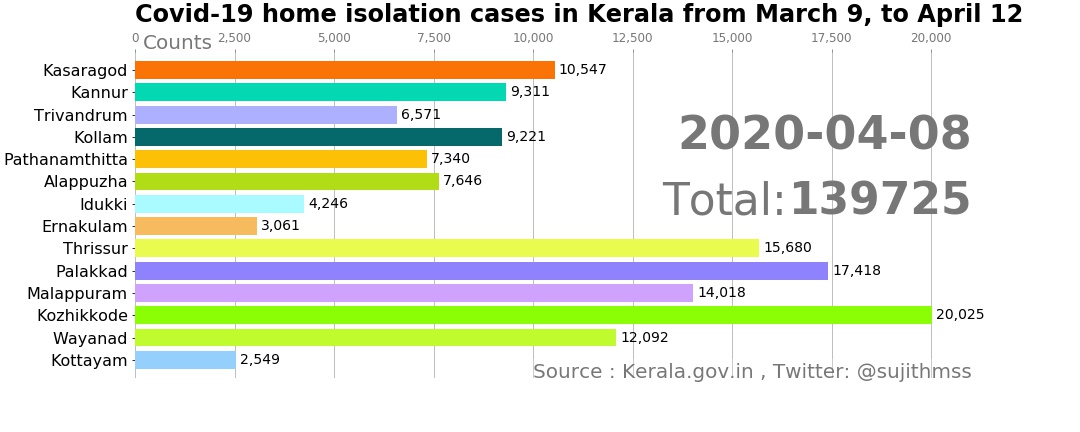 Covid-19 home isolation cases in Kerala from March 9, to April 12
0 2,500 5,000 7,500 10,000 12,500 15,000 17,500 20,000
Counts
Kasaragod 10,547
Kannur 9,311
Trivandrum 6,571
Kollam 9,221
2020-04-08
Pathanamthitta 7,340
Alappuzha 7,646
Total:139725
Idukki 4,246
Ernakulam 3,061
Thrissur 15,680
Palakkad 17,418
Malappuram 14,018
Kozhikkode 20,025
Wayanad 12,092
Kottayam 2,549
Source : Kerala.gov.in , Twitter: @sujithmss